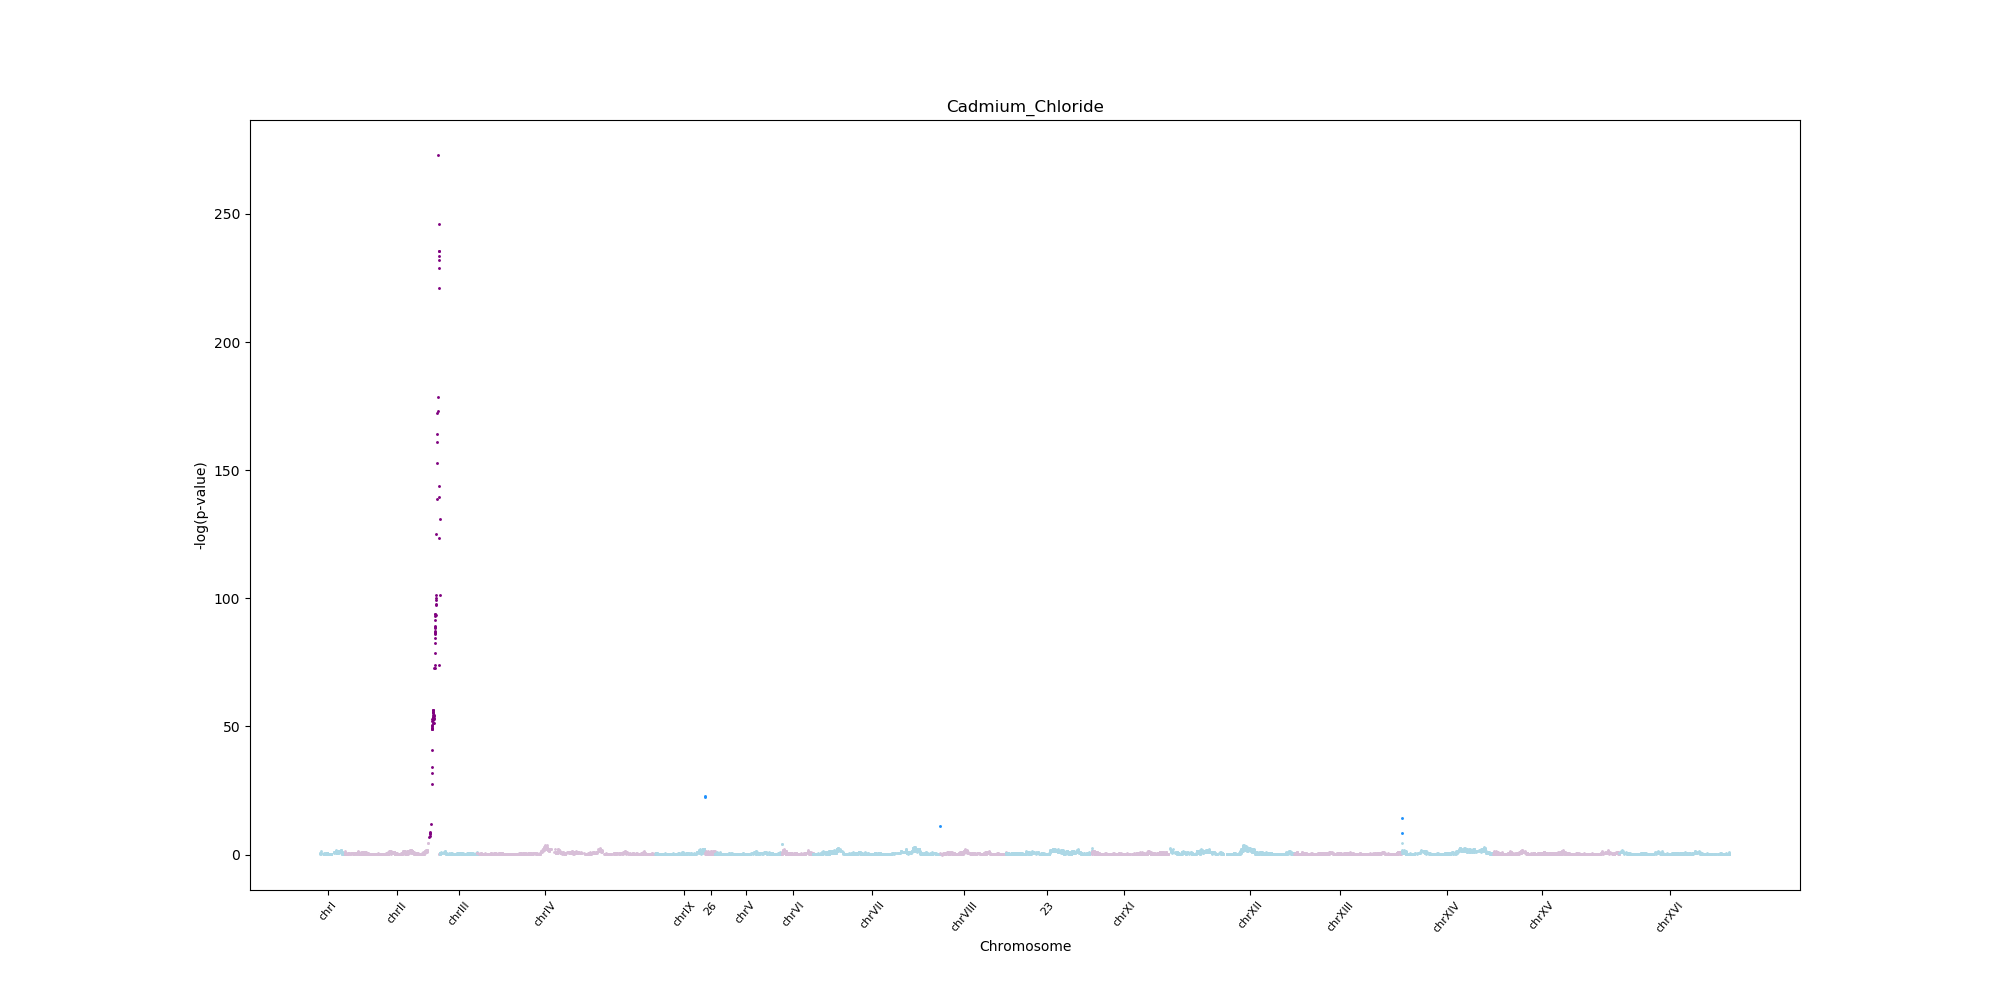 Cadmium_Chloride
-log(p-value)
250
200
150
100
50
0
chrI chrII chrIII chrIV chrIX 26 chrV chrVI chrVII chrVIII 23 chrXI chrXII chrXIII chrXIV chrXV chrXVI
Chromosome